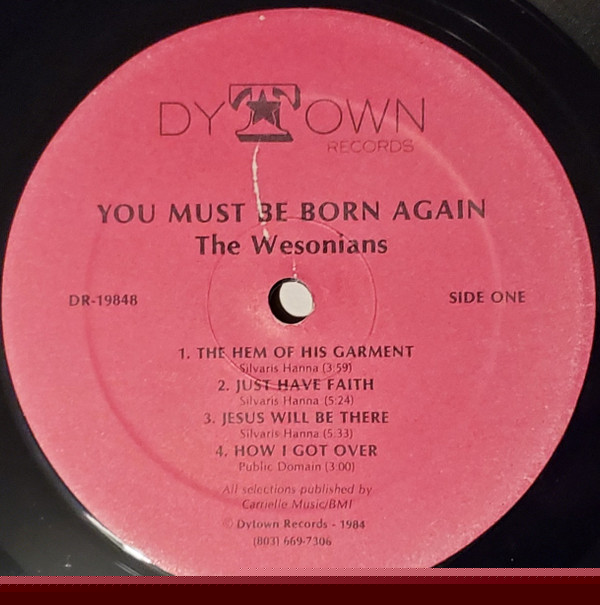 DYTOWN
RECORDS
YOU MUST BE BORN AGAIN
The Wesonians
DR-19848
SIDE ONE
1. THE HEM OF HIS GARMENT
Silvaris Hanna (3:59)
2. JUST HAVE FAITH
Silvaris Hanna (5:24)
3. JESUS WILL BE THERE
Silvaris Hanna (5:33)
4. HOW I GOT OVER
Public Domain (3:00)
All selections published by
Carrielle Music/BMI
© Dytown Records - 1984
(803) 669-7306